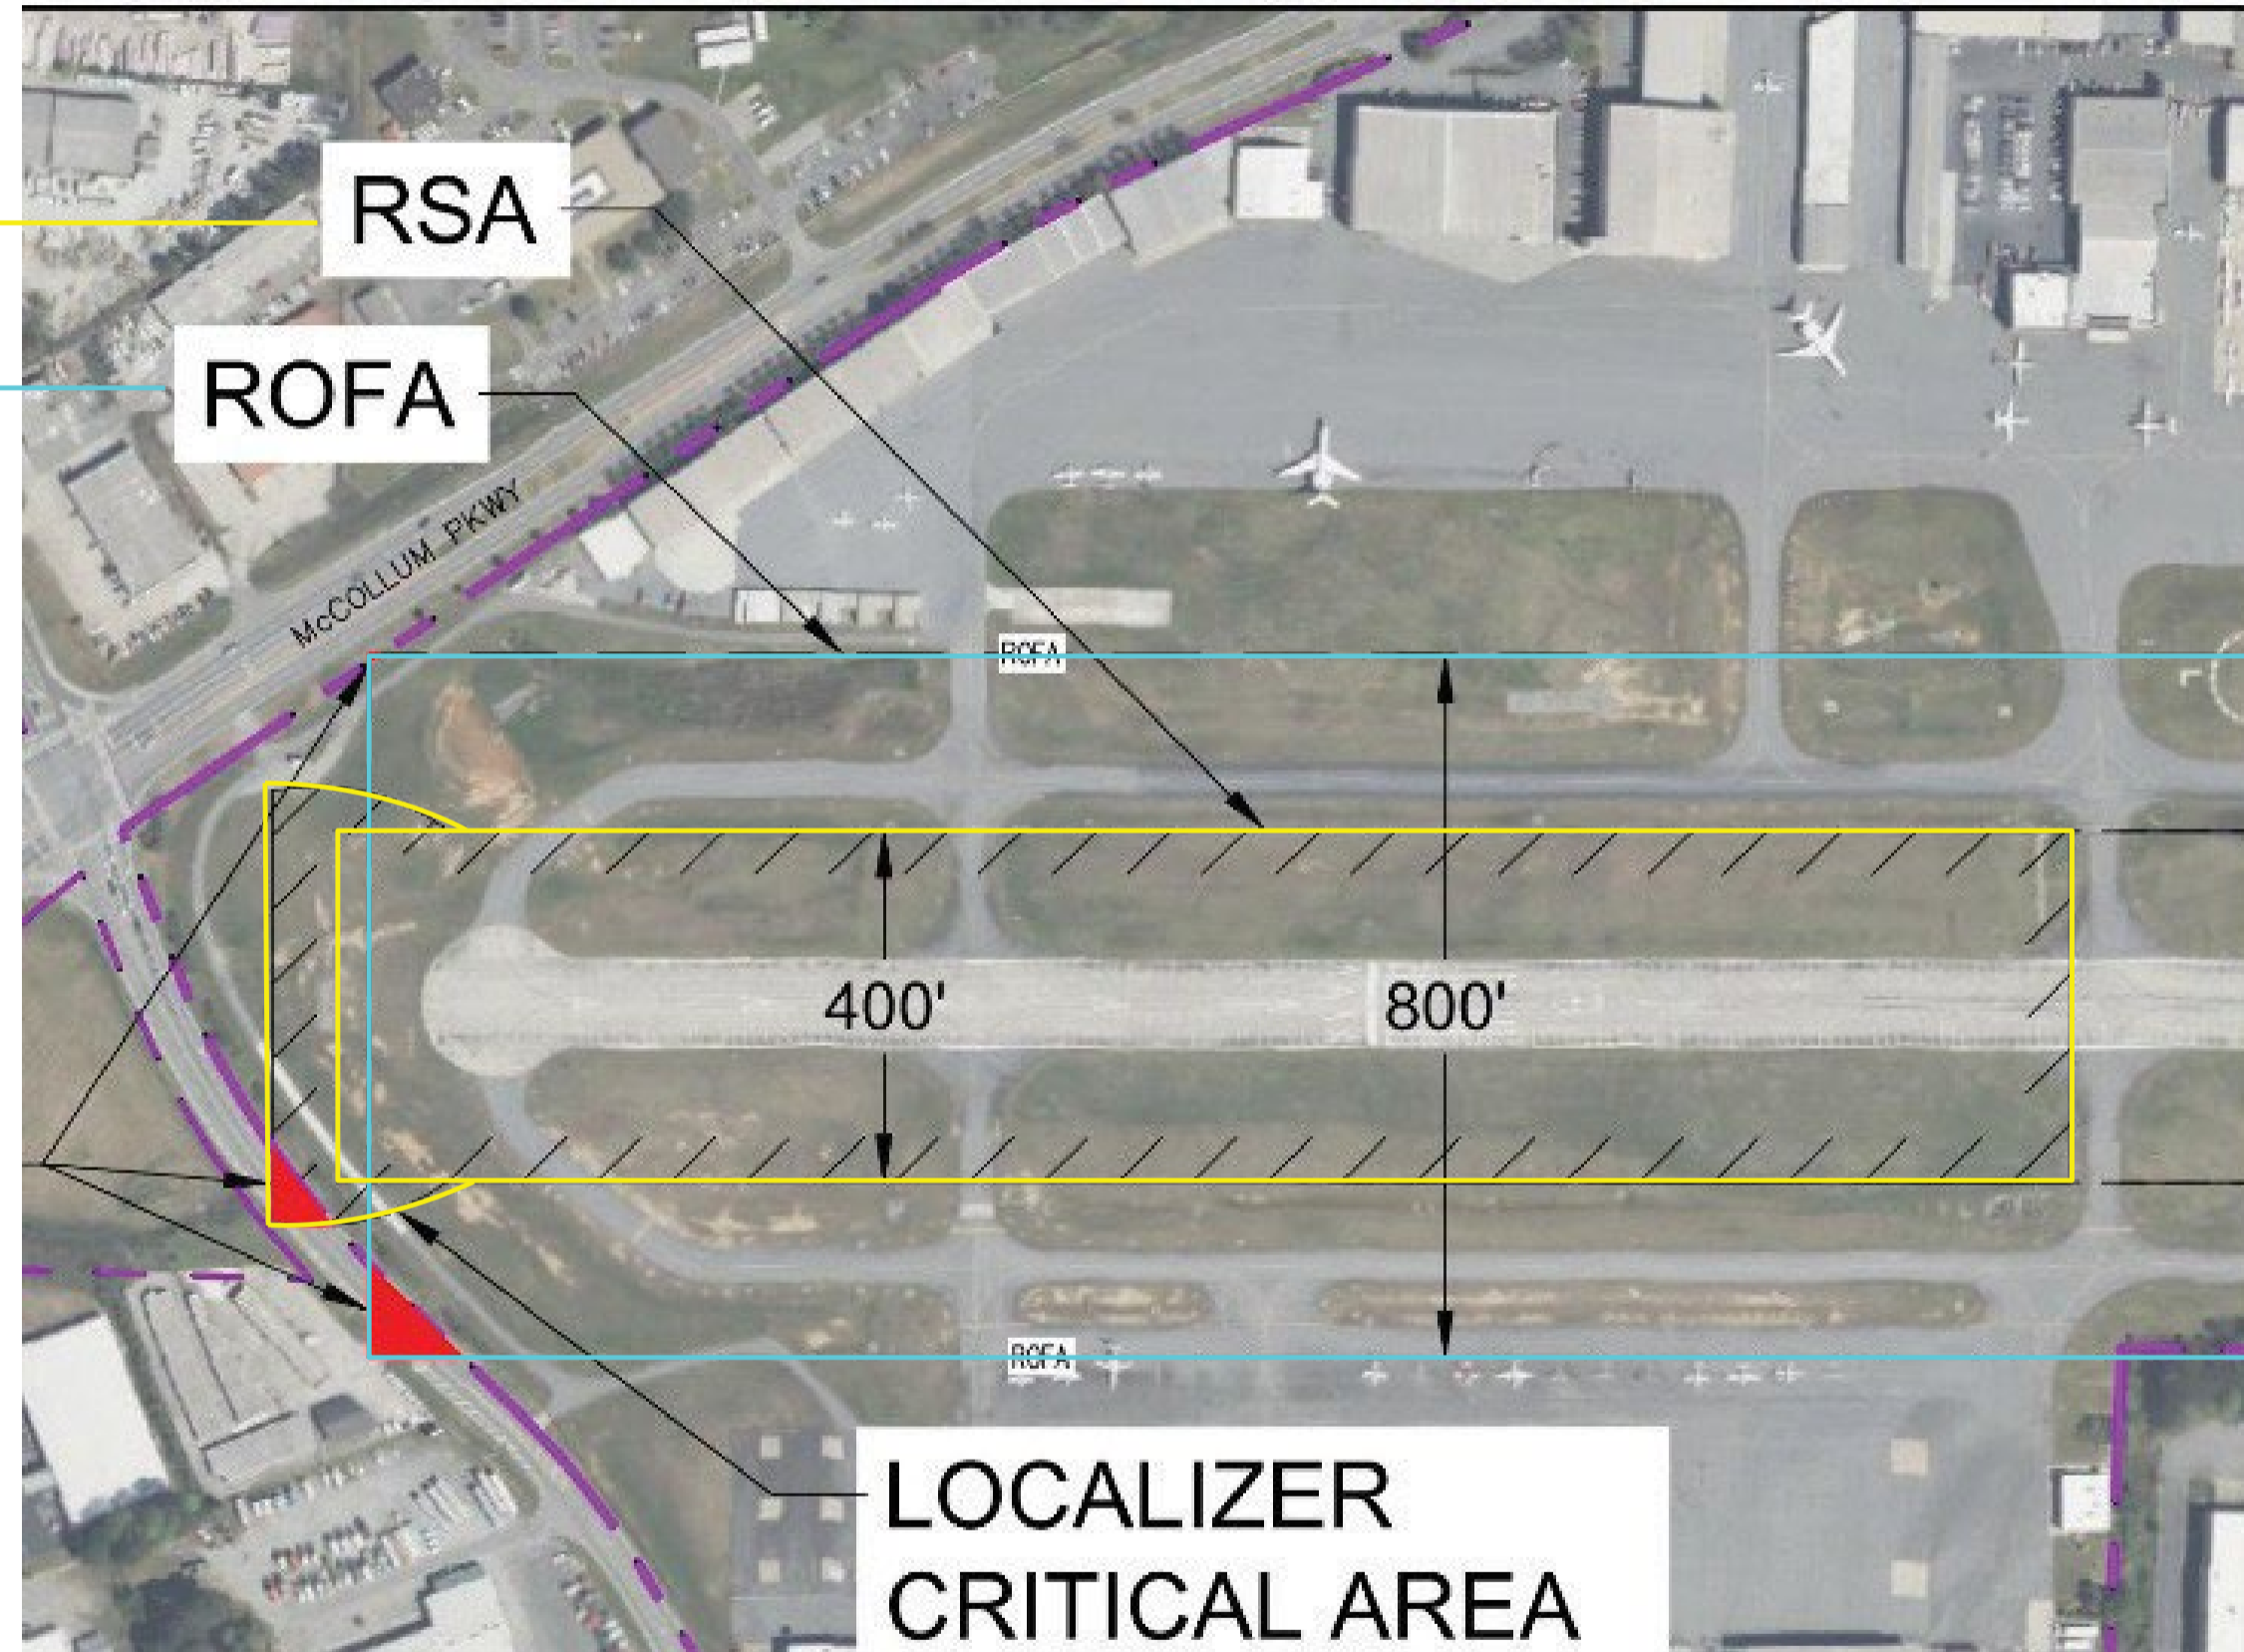 RSA
ROFA
McCOLLUM PKWY
ROFA
400'
800'
ROFA
LOCALIZER
CRITICAL AREA